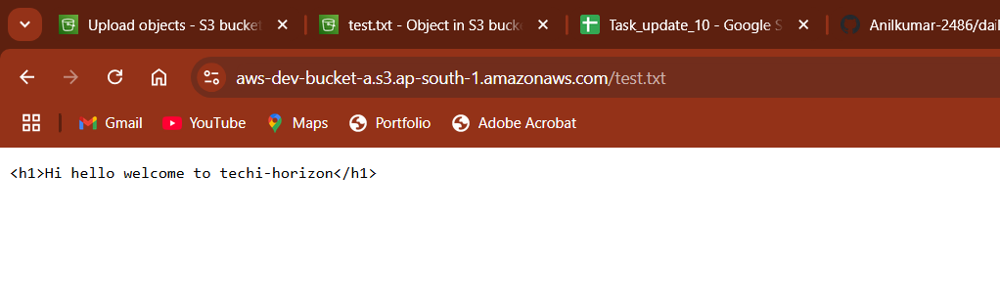 Upload objects - S3 bucket
test.txt - Object in S3 buck
Task_update_10 - Google S
Anilkumar-2486/dail
aws-dev-bucket-a.s3.ap-south-1.amazonaws.com/test.txt
Gmail YouTube Maps Portfolio Adobe Acrobat
<h1>Hi hello welcome to techi-horizon</h1>